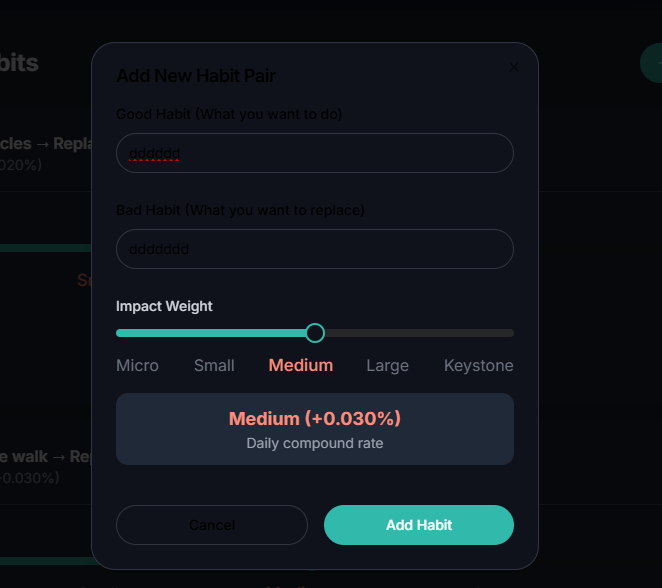 bits
Add New Habit Pair
Good Habit (What you want to do)
cles → Repla
020%)
dddddd
Bad Habit (What you want to replace)
ddddddd
Impact Weight
Micro Small Medium Large Keystone
Medium (+0.030%)
Daily compound rate
e walk → Rep
+0.030%)
Cancel Add Habit